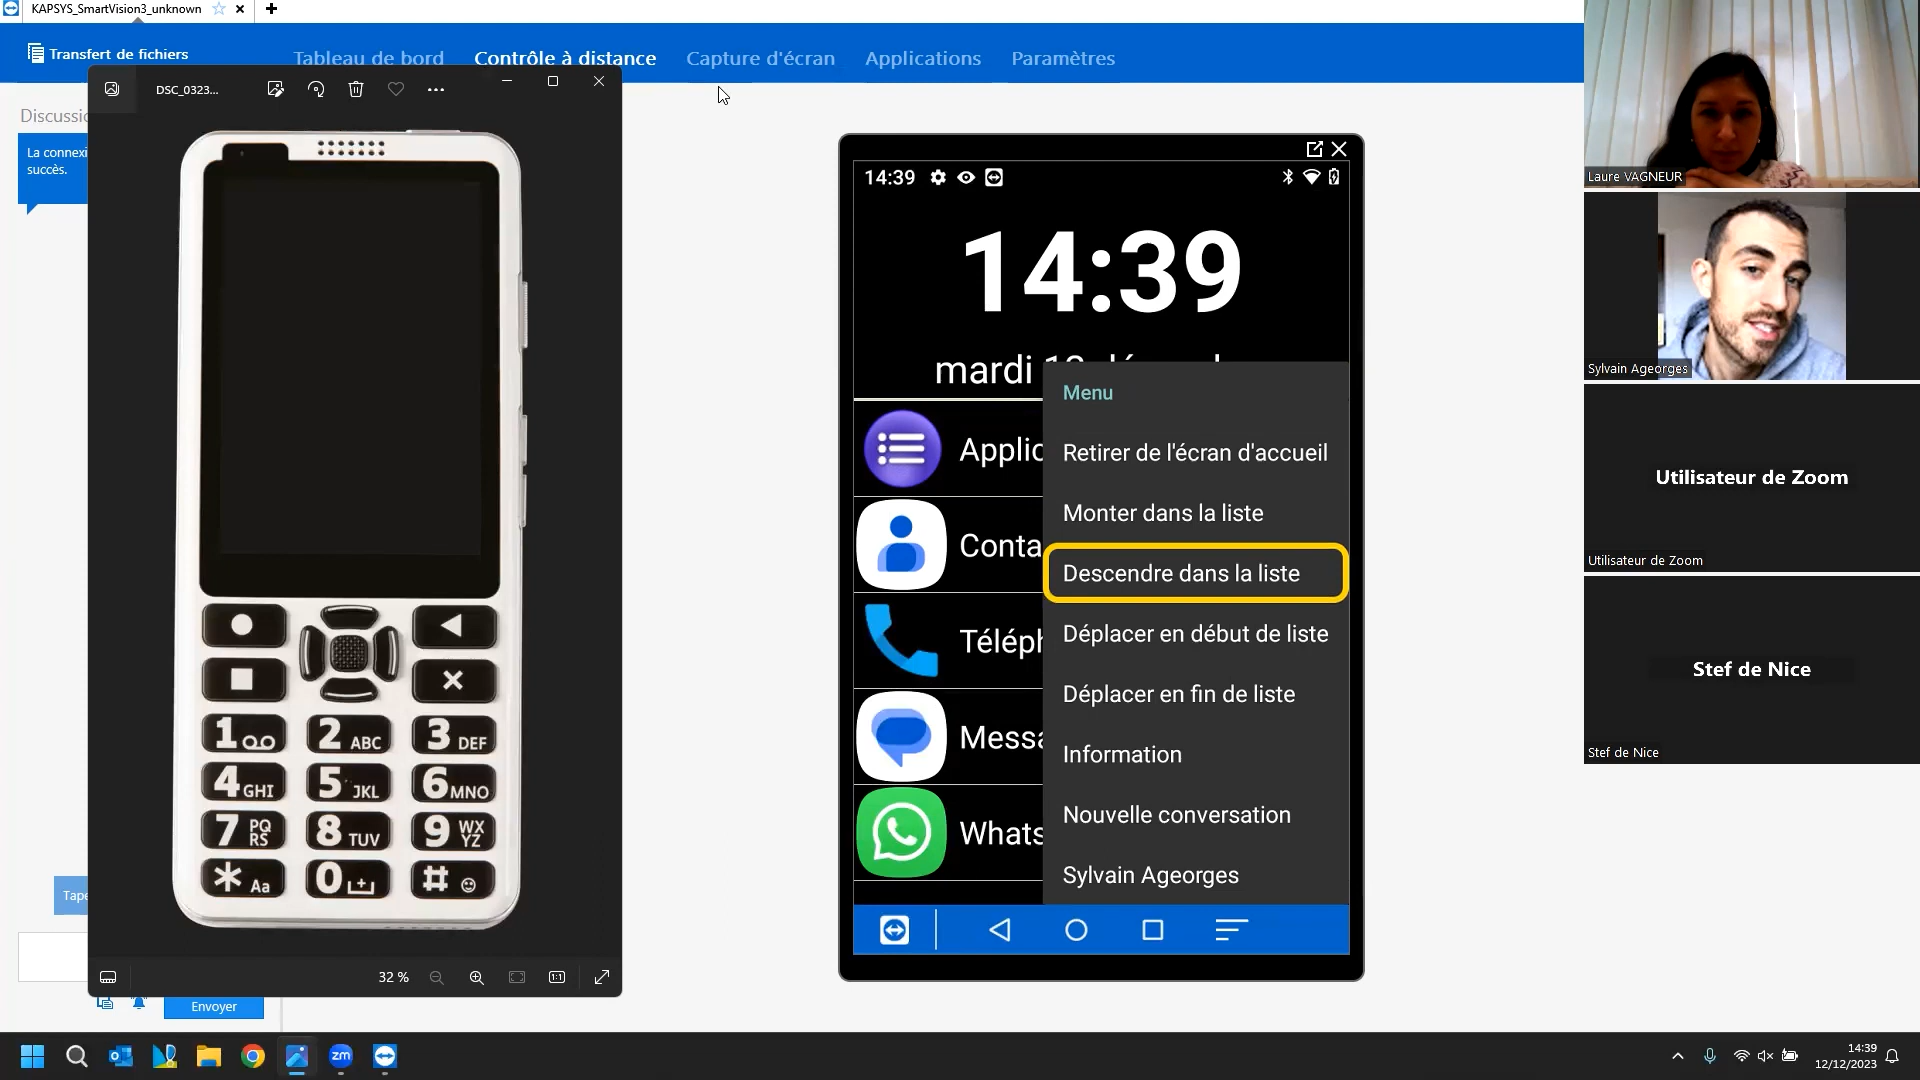 KAPSYS_SmartVision3_unknown
Transfert de fichiers
Tableau de bord
Contrôle à distance
Capture d'écran
Applications
Paramètres
Discussi
La connexi
succès.
DSC_0323...
1
2 ABC
3 DEF
4 GHI
5 JKL
6 MNO
7 PQ RS
8 TUV
9 WX YZ
* Aa
0
#
32 %
Tape
Envoyer
14:39
14:39
mardi
Menu
Retirer de l'écran d'accueil
Monter dans la liste
Descendre dans la liste
Déplacer en début de liste
Déplacer en fin de liste
Information
Nouvelle conversation
Sylvain Ageorges
Applic
Conta
Téléph
Messa
Whats
Laure VAGNEUR
Sylvain Ageorges
Utilisateur de Zoom
Utilisateur de Zoom
Stef de Nice
Stef de Nice
zm
14:39
12/12/2023